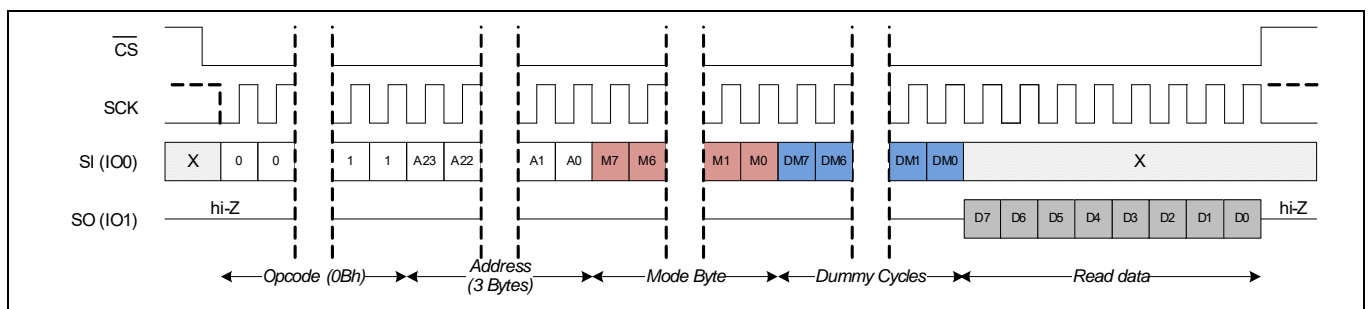 CS
SCK
SI (IO0) X 0 0 1 1 A23 A22 A1 A0 M7 M6 M1 M0 DM7 DM6 DM1 DM0 X
SO (IO1) hi-Z D7 D6 D5 D4 D3 D2 D1 D0 hi-Z
Opcode (0Bh) Address (3 Bytes) Mode Byte Dummy Cycles Read data